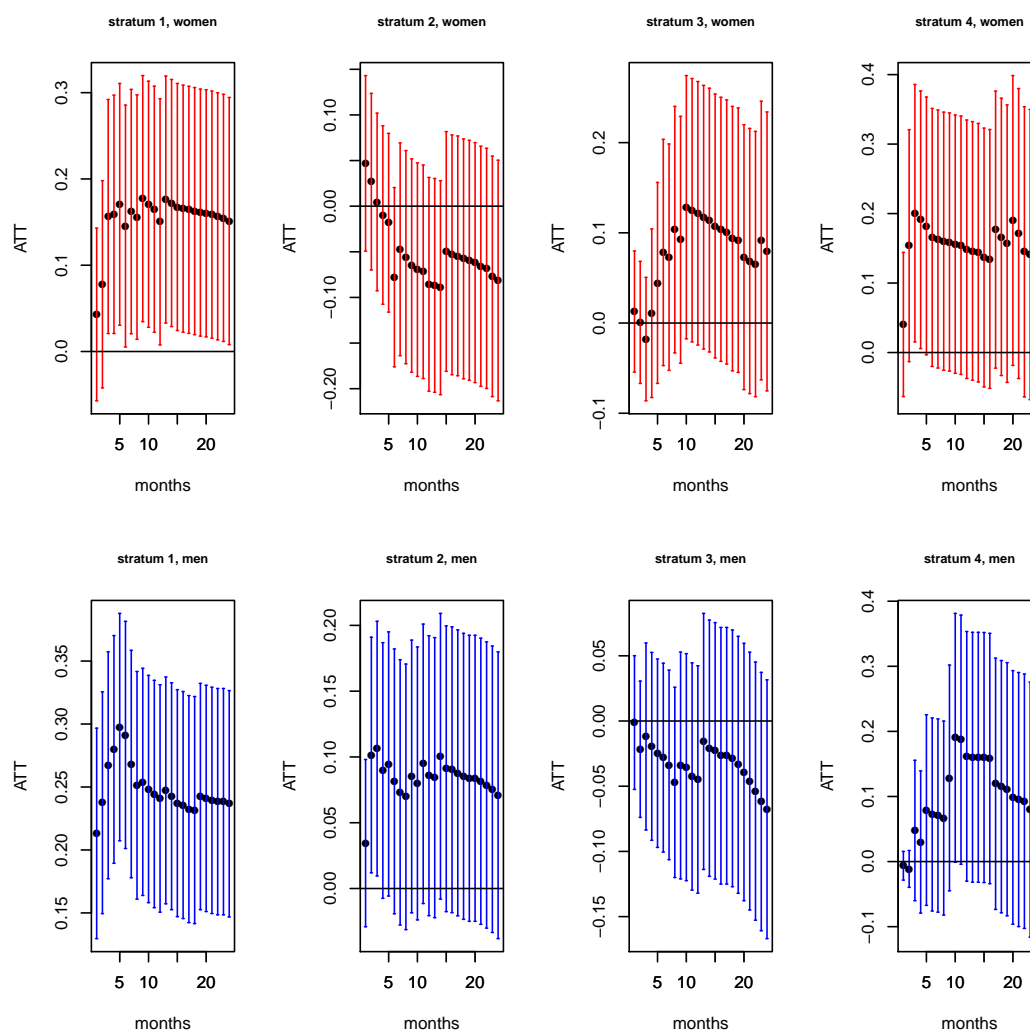 stratum 1, women
stratum 2, women
stratum 3, women
stratum 4, women
ATT
0.0
0.1
0.2
0.3
5
10
20
months
ATT
−0.20
−0.10
0.00
0.10
5
10
20
months
ATT
−0.1
0.0
0.1
0.2
5
10
20
months
ATT
0.0
0.1
0.2
0.3
0.4
5
10
20
months
stratum 1, men
stratum 2, men
stratum 3, men
stratum 4, men
ATT
0.15
0.20
0.25
0.30
0.35
5
10
20
months
ATT
0.00
0.05
0.10
0.15
0.20
5
10
20
months
ATT
−0.15
−0.10
−0.05
0.00
0.05
5
10
20
months
ATT
−0.1
0.0
0.1
0.2
0.3
0.4
5
10
20
months